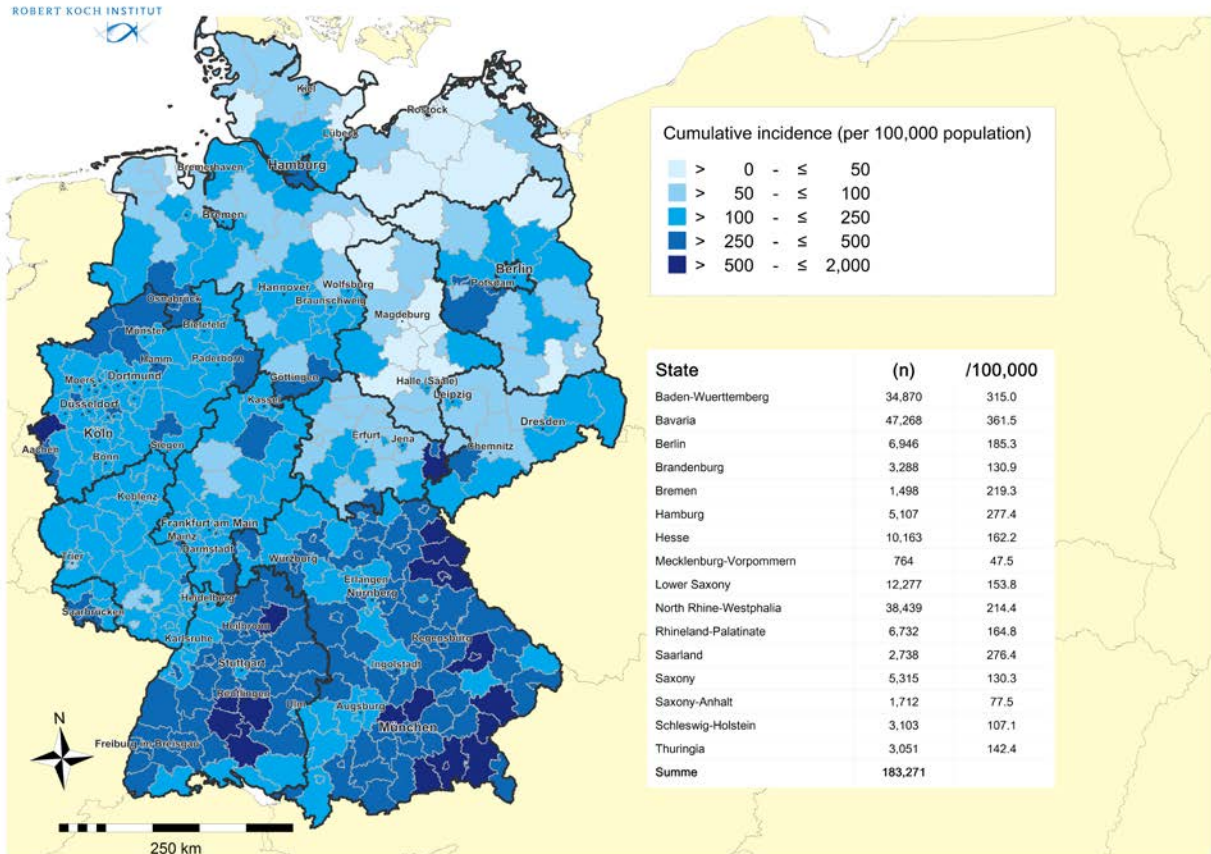 ROBERT KOCH INSTITUT
Cumulative incidence (per 100,000 population)
> 0 - ≤ 50
> 50 - ≤ 100
> 100 - ≤ 250
> 250 - ≤ 500
> 500 - ≤ 2,000
State (n) /100,000
Baden-Wuerttemberg 34,870 315.0
Bavaria 47,268 361.5
Berlin 6,946 185.3
Brandenburg 3,288 130.9
Bremen 1,498 219.3
Hamburg 5,107 277.4
Hesse 10,163 162.2
Mecklenburg-Vorpommern 764 47.5
Lower Saxony 12,277 153.8
North Rhine-Westphalia 38,439 214.4
Rhineland-Palatinate 6,732 164.8
Saarland 2,738 276.4
Saxony 5,315 130.3
Saxony-Anhalt 1,712 77.5
Schleswig-Holstein 3,103 107.1
Thuringia 3,051 142.4
Summe 183,271
Kiel
Rostock
Lübeck
Hamburg
Bremerhaven
Bremen
Berlin
Potsdam
Wolfsburg
Hannover
Braunschweig
Osnabrück
Magdeburg
Bielefeld
Münster
Hamm
Paderborn
Göttingen
Halle (Saale)
Moers
Dortmund
Leipzig
Kassel
Düsseldorf
Dresden
Köln
Erfurt
Jena
Chemnitz
Siegen
Aachen
Bonn
Koblenz
Frankfurt am Main
Mainz
Darmstadt
Trier
Würzburg
Erlangen
Nürnberg
Heidelberg
Saarbrücken
Heilbronn
Karlsruhe
Regensburg
Stuttgart
Ingolstadt
Reutlingen
Ulm
Augsburg
München
Freiburg im Breisgau
N
250 km